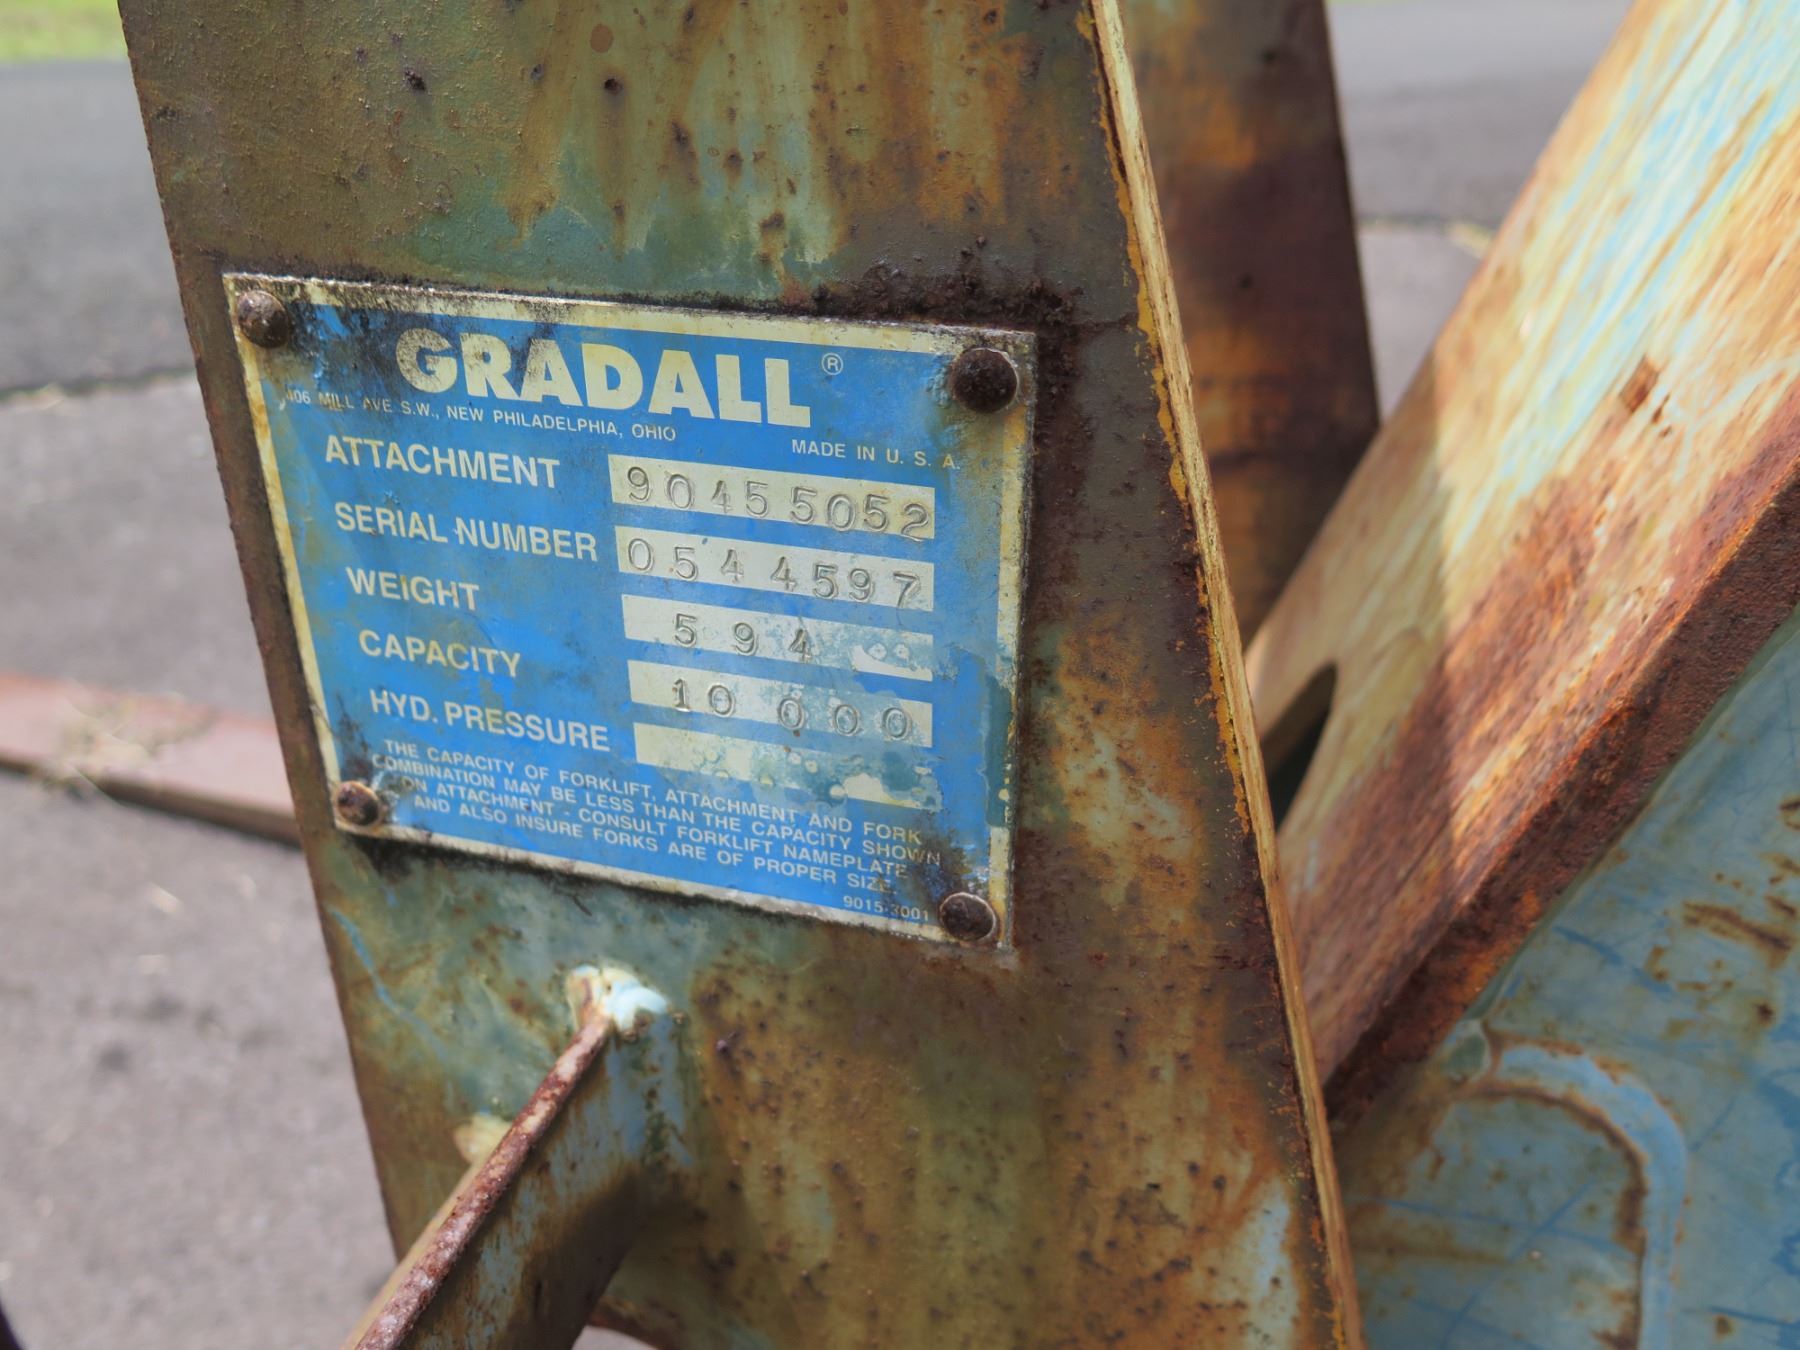 GRADALL ®
406 MILL AVE S.W., NEW PHILADELPHIA, OHIO
MADE IN U. S. A.
ATTACHMENT 90455052
SERIAL NUMBER 0544597
WEIGHT 594
CAPACITY 10 000
HYD. PRESSURE
THE CAPACITY OF FORKLIFT, ATTACHMENT AND FORK
COMBINATION MAY BE LESS THAN THE CAPACITY SHOWN
ON ATTACHMENT - CONSULT FORKLIFT NAMEPLATE
AND ALSO INSURE FORKS ARE OF PROPER SIZE.
9015-3001